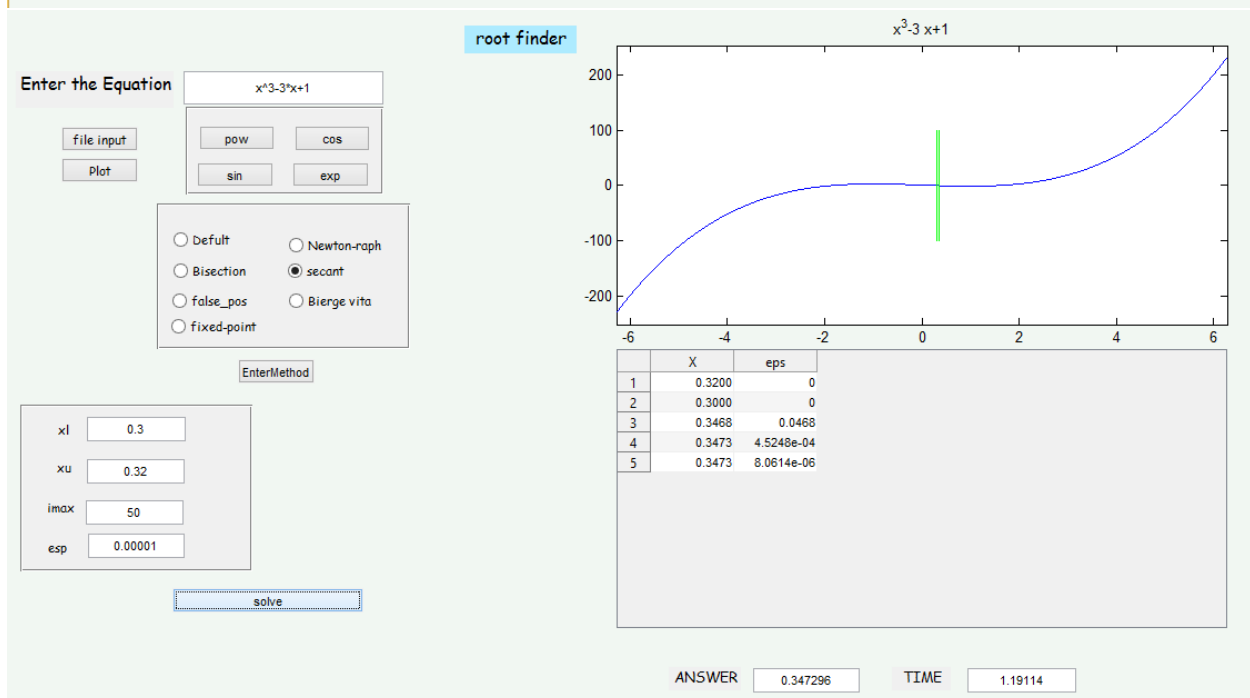 root finder
Enter the Equation
x^3-3*x+1
file input
Plot
pow
cos
sin
exp
Defult
Newton-raph
Bisection
secant
false_pos
Bierge vita
fixed-point
EnterMethod
xl
0.3
xu
0.32
imax
50
esp
0.00001
solve
x³-3 x+1
200
100
0
-100
-200
-6 -4 -2 0 2 4 6
X eps
1 0.3200 0
2 0.3000 0
3 0.3468 0.0468
4 0.3473 4.5248e-04
5 0.3473 8.0614e-06
ANSWER 0.347296 TIME 1.19114